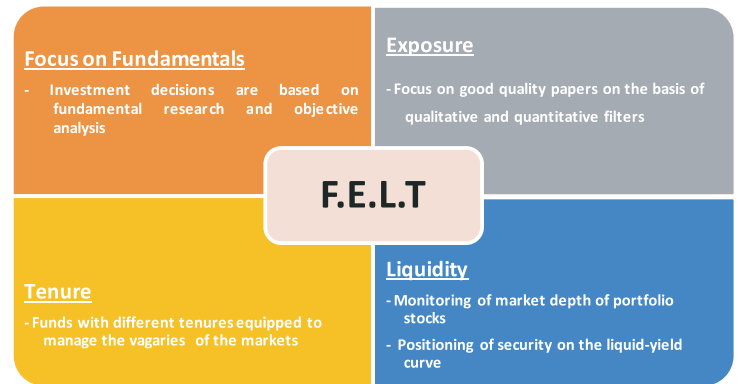 Focus on Fundamentals
- Investment decisions are based on
fundamental research and objective
analysis
Exposure
- Focus on good quality papers on the basis of
qualitative and quantitative filters
F.E.L.T
Tenure
- Funds with different tenures equipped to
manage the vagaries of the markets
Liquidity
- Monitoring of market depth of portfolio
stocks
- Positioning of security on the liquid-yield
curve